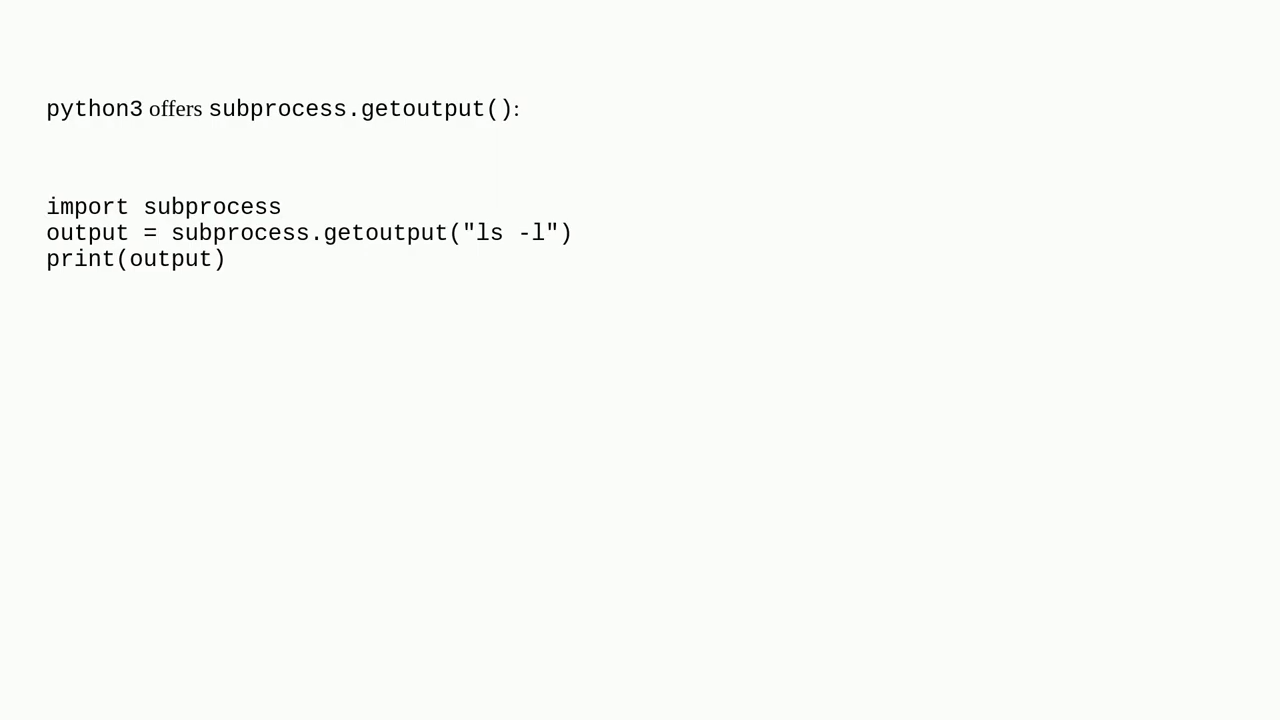 python3 offers subprocess.getoutput():
import subprocess
output = subprocess.getoutput("ls -l")
print(output)